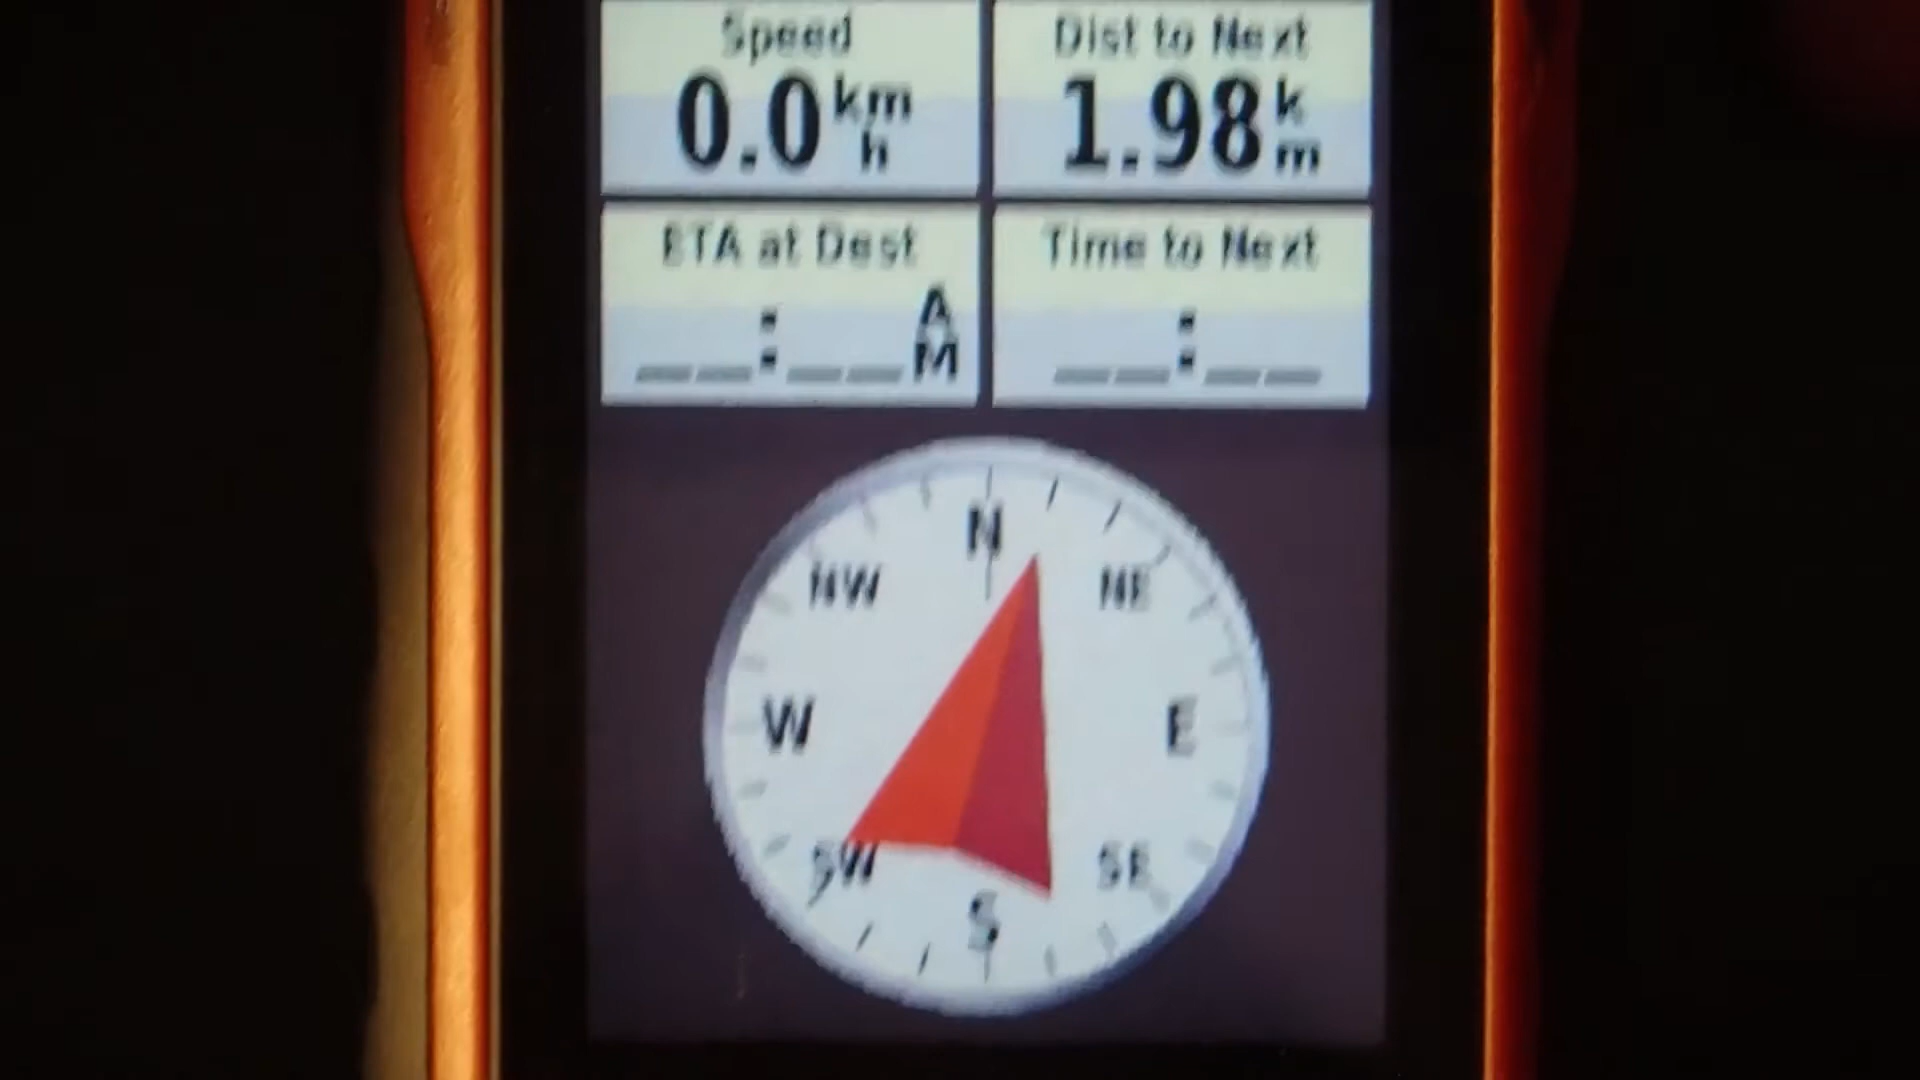 Speed
0.0 km h
Dist to Next
1.98 km
ETA at Dest
__:__ AM
Time to Next
__:__
N
NW
NE
W
E
SW
SE
S